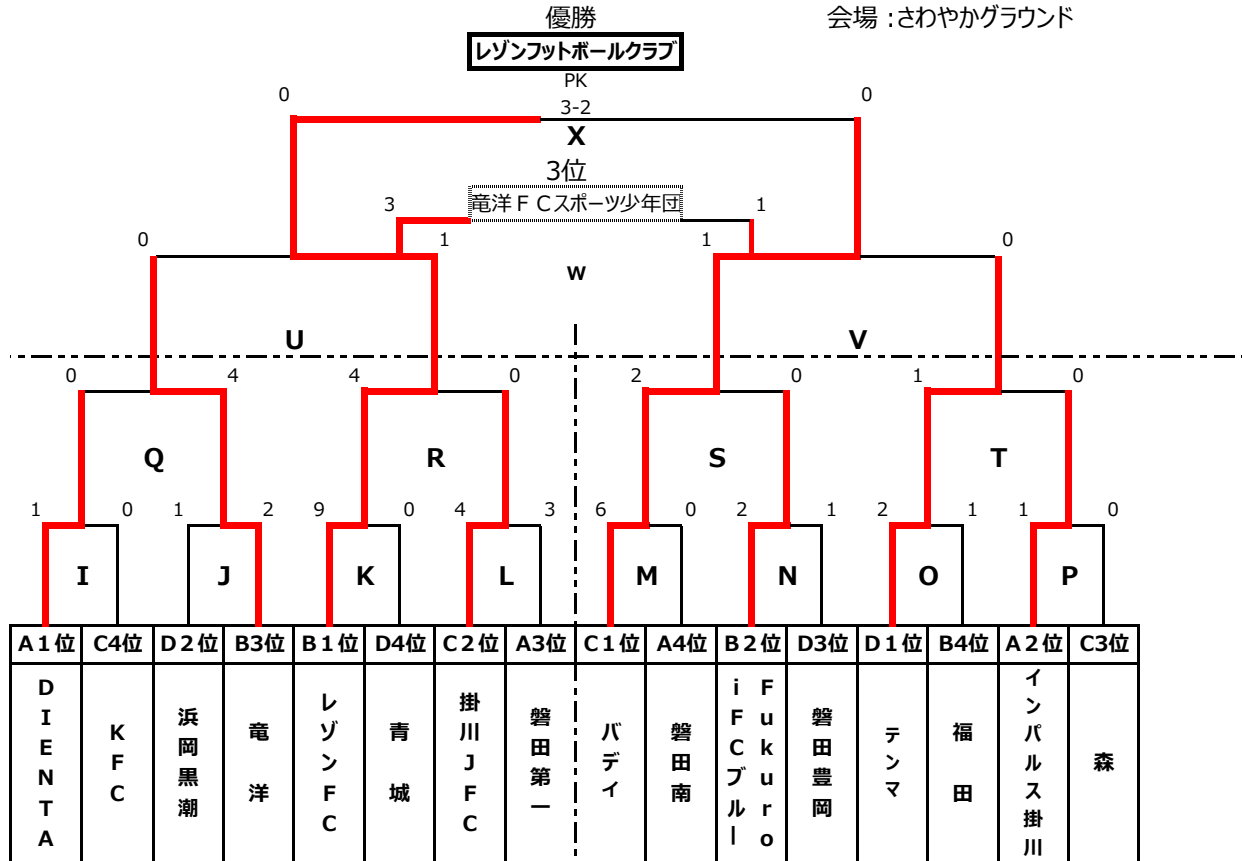 優勝
会場:さわやかグラウンド
レゾンフットボールクラブ
PK
0 3-2 0
X
3位
3 竜洋FCスポーツ少年団 1
0 1 1 0
W
U V
0 4 4 0 2 0 1 0
Q R S T
1 0 1 2 9 0 4 3 6 0 2 1 2 1 1 0
I J K L M N O P
A1位 C4位 D2位 B3位 B1位 D4位 C2位 A3位 C1位 A4位 B2位 D3位 D1位 B4位 A2位 C3位
DIENTA
KFC
浜岡黒潮
竜洋
レゾンFC
青城
掛川JFC
磐田第一
バデイ
磐田南
Fukuro
iFCブルー
磐田豊岡
テンマ
福田
インパルス掛川
森